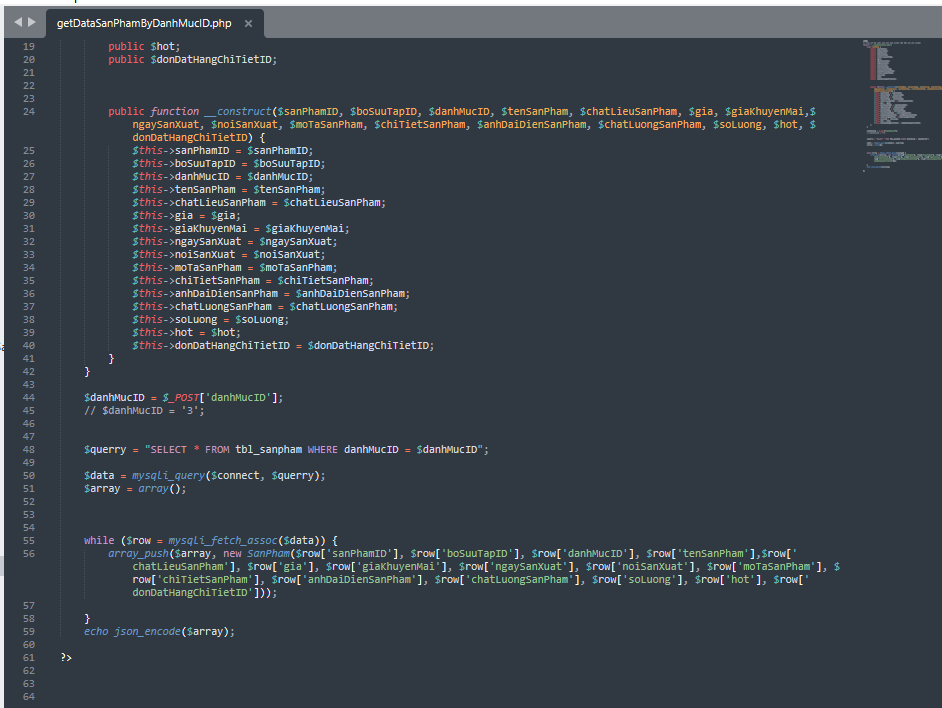 getDataSanPhamByDanhMucID.php ×
19 public $hot;
20 public $donDatHangChiTietID;
21
22
23
24 public function __construct($sanPhamID, $boSuuTapID, $danhMucID, $tenSanPham, $chatLieuSanPham, $gia, $giaKhuyenMai,$
ngaySanXuat, $noiSanXuat, $moTaSanPham, $chiTietSanPham, $anhDaiDienSanPham, $chatLuongSanPham, $soLuong, $hot, $
donDatHangChiTietID) {
25 $this->sanPhamID = $sanPhamID;
26 $this->boSuuTapID = $boSuuTapID;
27 $this->danhMucID = $danhMucID;
28 $this->tenSanPham = $tenSanPham;
29 $this->chatLieuSanPham = $chatLieuSanPham;
30 $this->gia = $gia;
31 $this->giaKhuyenMai = $giaKhuyenMai;
32 $this->ngaySanXuat = $ngaySanXuat;
33 $this->noiSanXuat = $noiSanXuat;
34 $this->moTaSanPham = $moTaSanPham;
35 $this->chiTietSanPham = $chiTietSanPham;
36 $this->anhDaiDienSanPham = $anhDaiDienSanPham;
37 $this->chatLuongSanPham = $chatLuongSanPham;
38 $this->soLuong = $soLuong;
39 $this->hot = $hot;
40 $this->donDatHangChiTietID = $donDatHangChiTietID;
41 }
42 }
43
44 $danhMucID = $_POST['danhMucID'];
45 // $danhMucID = '3';
46
47
48 $querry = "SELECT * FROM tbl_sanpham WHERE danhMucID = $danhMucID";
49
50 $data = mysqli_query($connect, $querry);
51 $array = array();
52
53
54
55 while ($row = mysqli_fetch_assoc($data)) {
56 array_push($array, new SanPham($row['sanPhamID'], $row['boSuuTapID'], $row['danhMucID'], $row['tenSanPham'],$row['
chatLieuSanPham'], $row['gia'], $row['giaKhuyenMai'], $row['ngaySanXuat'], $row['noiSanXuat'], $row['moTaSanPham'], $
row['chiTietSanPham'], $row['anhDaiDienSanPham'], $row['chatLuongSanPham'], $row['soLuong'], $row['hot'], $row['
donDatHangChiTietID']));
57
58 }
59 echo json_encode($array);
60
61 ?>
62
63
64